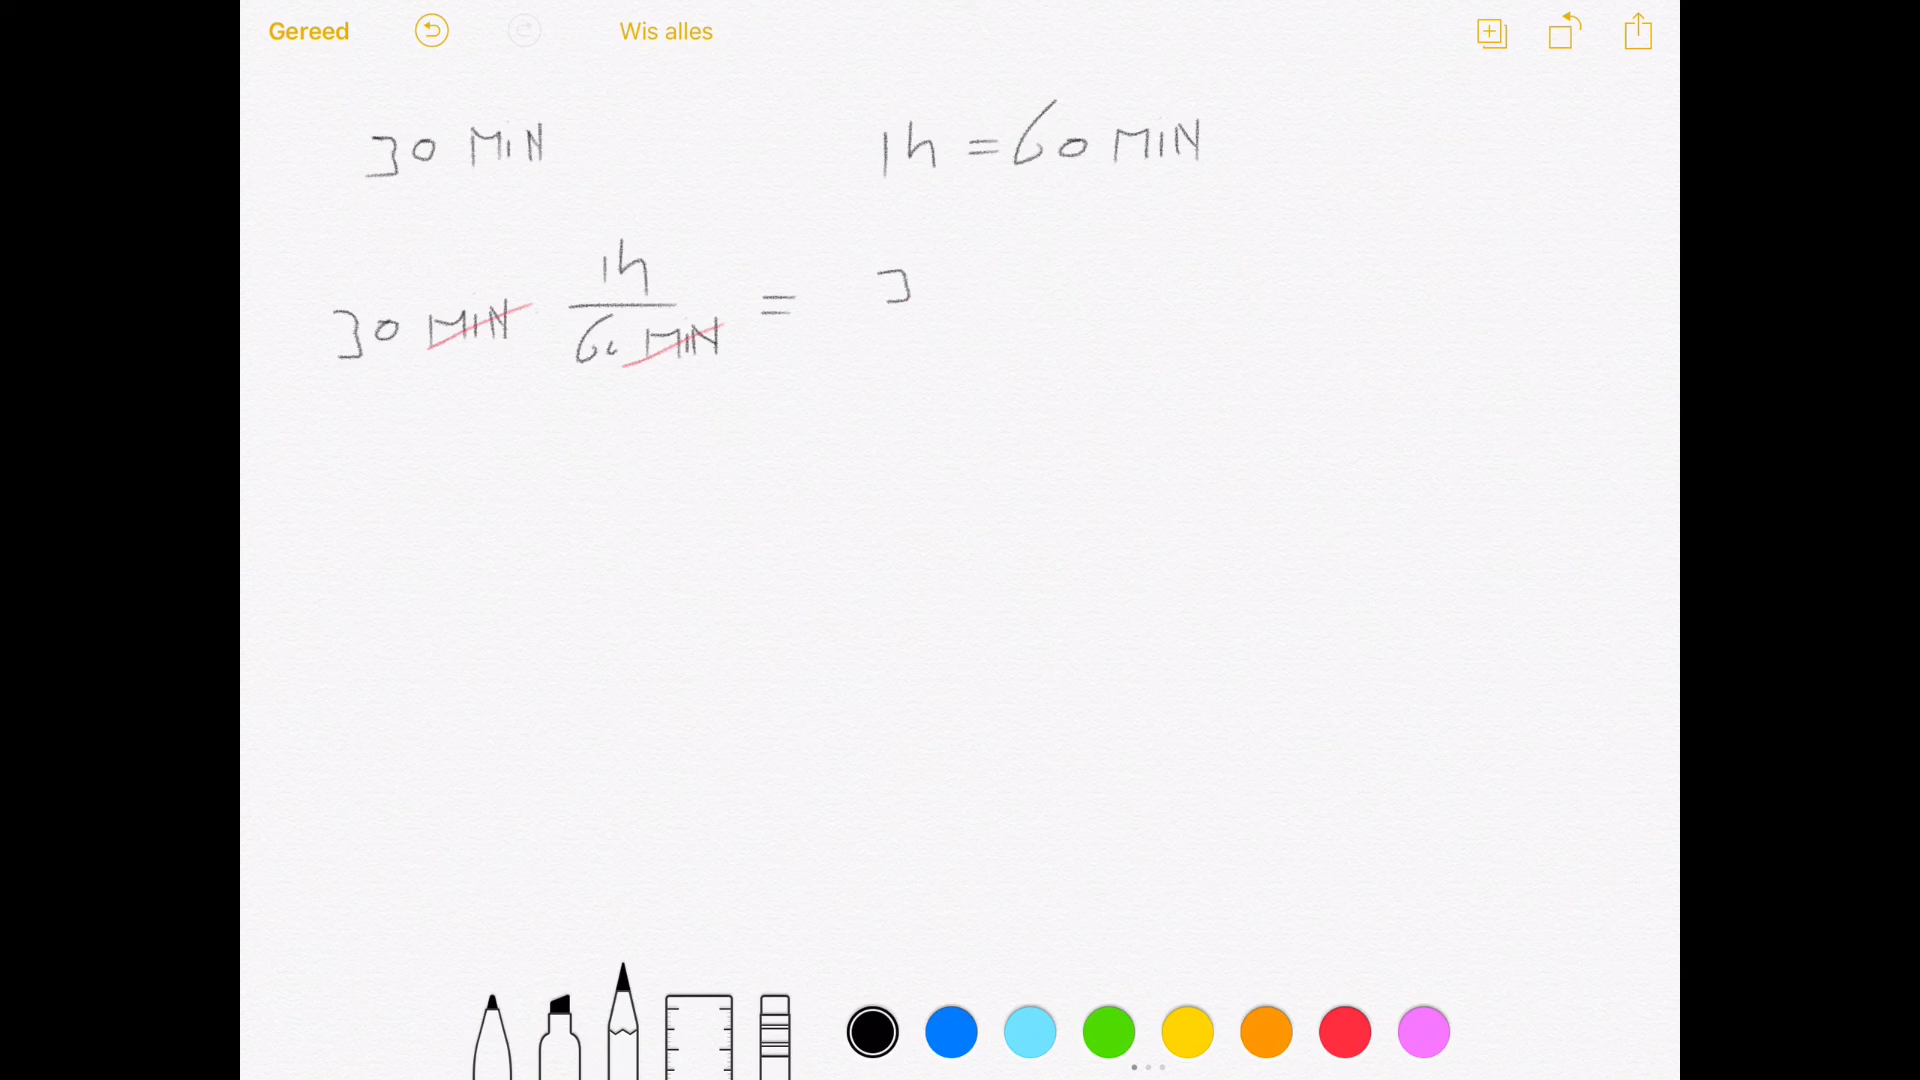 Gereed Wis alles
30 MIN 1h = 60 MIN
1h
30 MIN 60 MIN = 3